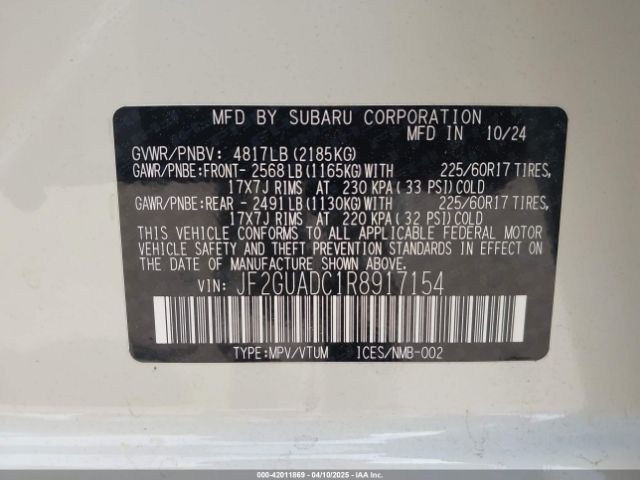 MFD BY SUBARU CORPORATION
MFD IN 10/24
GVWR/PNBV: 4817LB(2185KG)
GAWR/PNBE:FRONT-2568LB(1165KG)WITH 225/60R17 TIRES,
17X7J RIMS AT 230 KPA(33 PSI)COLD
GAWR/PNBE:REAR -2491LB(1130KG)WITH 225/60R17 TIRES,
17X7J RIMS AT 220 KPA(32 PSI)COLD
THIS VEHICLE CONFORMS TO ALL APPLICABLE FEDERAL MOTOR
VEHICLE SAFETY AND THEFT PREVENTION STANDARDS IN EFFECT
ON THE DATE OF MANUFACTURE SHOWN ABOVE.
VIN: JF2GUADC1R8917154
TYPE:MPV/VTUM ICES/NMB-002
000-42011869 - 04/10/2025 - IAA Inc. (IAA)